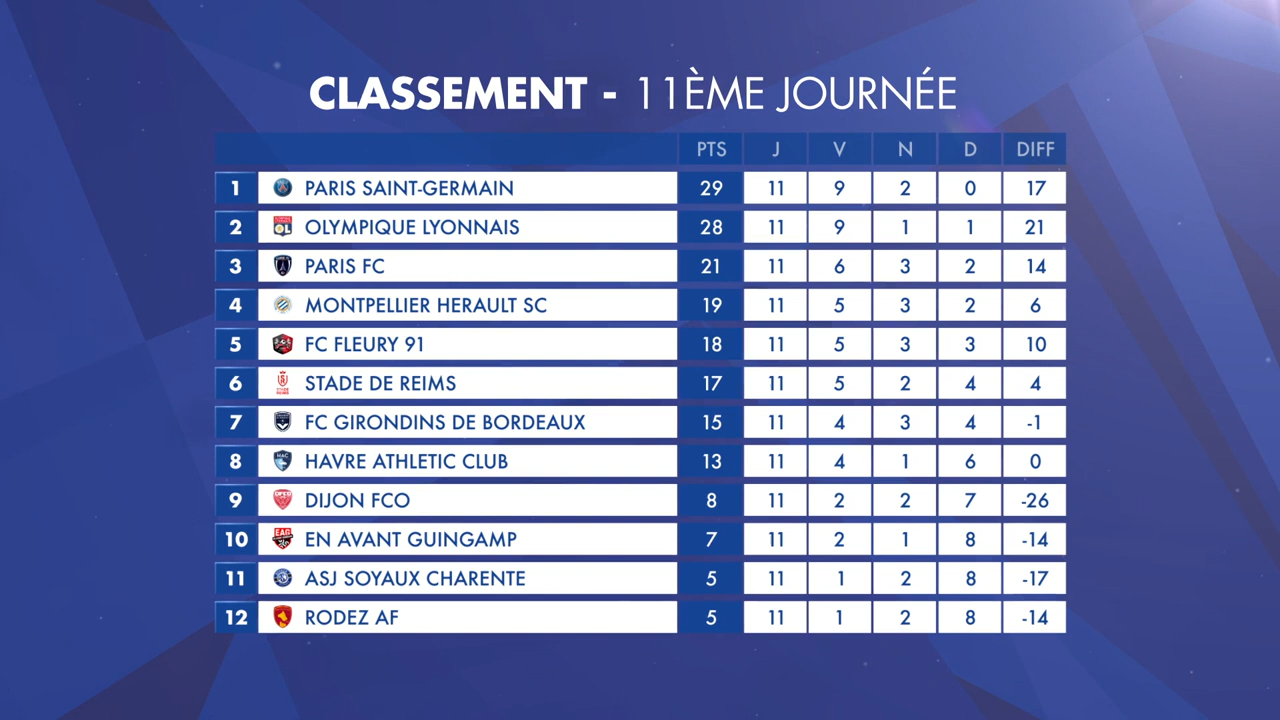 CLASSEMENT - 11ÈME JOURNÉE
PTS J V N D DIFF
1 PARIS SAINT-GERMAIN 29 11 9 2 0 17
2 OLYMPIQUE LYONNAIS 28 11 9 1 1 21
3 PARIS FC 21 11 6 3 2 14
4 MONTPELLIER HERAULT SC 19 11 5 3 2 6
5 FC FLEURY 91 18 11 5 3 3 10
6 STADE DE REIMS 17 11 5 2 4 4
7 FC GIRONDINS DE BORDEAUX 15 11 4 3 4 -1
8 HAVRE ATHLETIC CLUB 13 11 4 1 6 0
9 DIJON FCO 8 11 2 2 7 -26
10 EN AVANT GUINGAMP 7 11 2 1 8 -14
11 ASJ SOYAUX CHARENTE 5 11 1 2 8 -17
12 RODEZ AF 5 11 1 2 8 -14